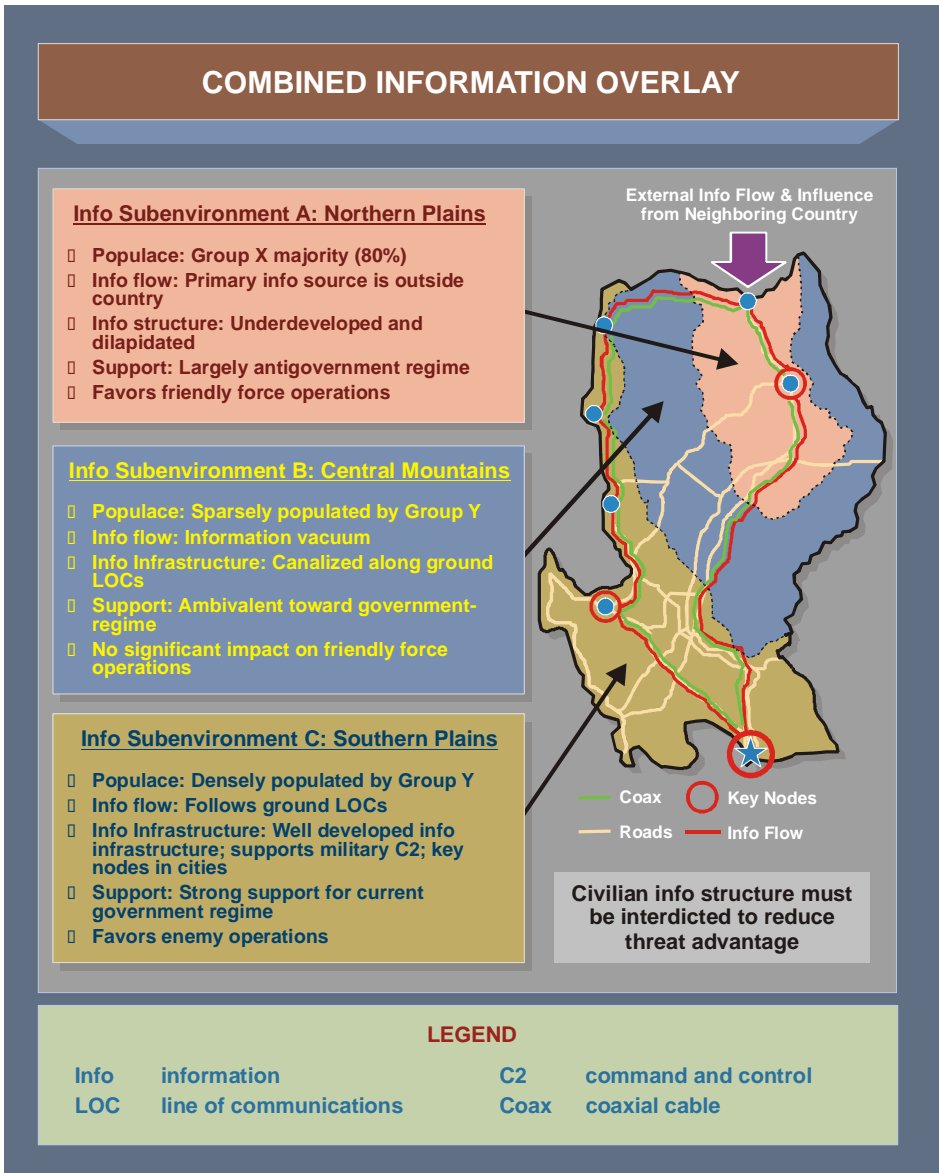 COMBINED INFORMATION OVERLAY
Info Subenvironment A: Northern Plains
▯ Populace: Group X majority (80%)
▯ Info flow: Primary info source is outside
country
▯ Info structure: Underdeveloped and
dilapidated
▯ Support: Largely antigovernment regime
▯ Favors friendly force operations
Info Subenvironment B: Central Mountains
▯ Populace: Sparsely populated by Group Y
▯ Info flow: Information vacuum
▯ Info Infrastructure: Canalized along ground
LOCs
▯ Support: Ambivalent toward government-
regime
▯ No significant impact on friendly force
operations
Info Subenvironment C: Southern Plains
▯ Populace: Densely populated by Group Y
▯ Info flow: Follows ground LOCs
▯ Info Infrastructure: Well developed info
infrastructure; supports military C2; key
nodes in cities
▯ Support: Strong support for current
government regime
▯ Favors enemy operations
External Info Flow & Influence
from Neighboring Country
Coax Key Nodes
Roads Info Flow
Civilian info structure must
be interdicted to reduce
threat advantage
LEGEND
Info information C2 command and control
LOC line of communications Coax coaxial cable